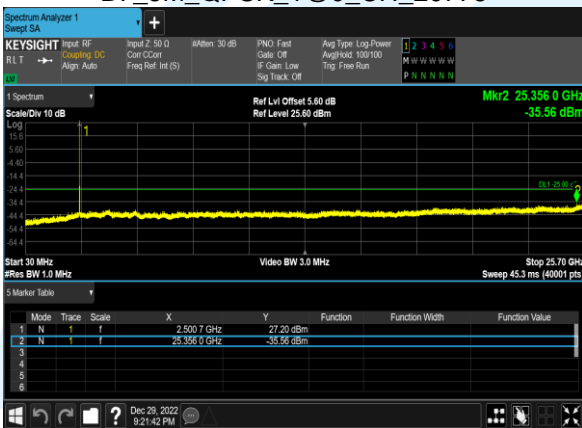 Spectrum Analyzer 1
Swept SA
+
KEYSIGHT Input: RF Input Z: 50 Ω #Atten: 30 dB PNO: Fast Avg Type: Log-Power 1 2 3 4 5 6
RLT Coupling: DC Corr CCorr Gate: Off Avg|Hold: 100/100 M W W W W W
Align: Auto Freq Ref: Int (S) IF Gain: Low Trig: Free Run P N N N N N
Sig Track: Off
LNI
1 Spectrum Ref Lvl Offset 5.60 dB Mkr2 25.356 0 GHz
Scale/Div 10 dB Ref Level 25.60 dBm -35.56 dBm
Log
15.6 1
5.60
-4.40
-14.4
-24.4 DL1 -25.00
-34.4
-44.4
-54.4
-64.4
Start 30 MHz Video BW 3.0 MHz Stop 25.70 GHz
#Res BW 1.0 MHz Sweep 45.3 ms (40001 pts)
5 Marker Table
Mode Trace Scale X Y Function Function Width Function Value
1 N 1 f 2.500 7 GHz 27.20 dBm
2 N 1 f 25.356 0 GHz -35.56 dBm
3
4
5
6
? Dec 29, 2022
9:21:42 PM